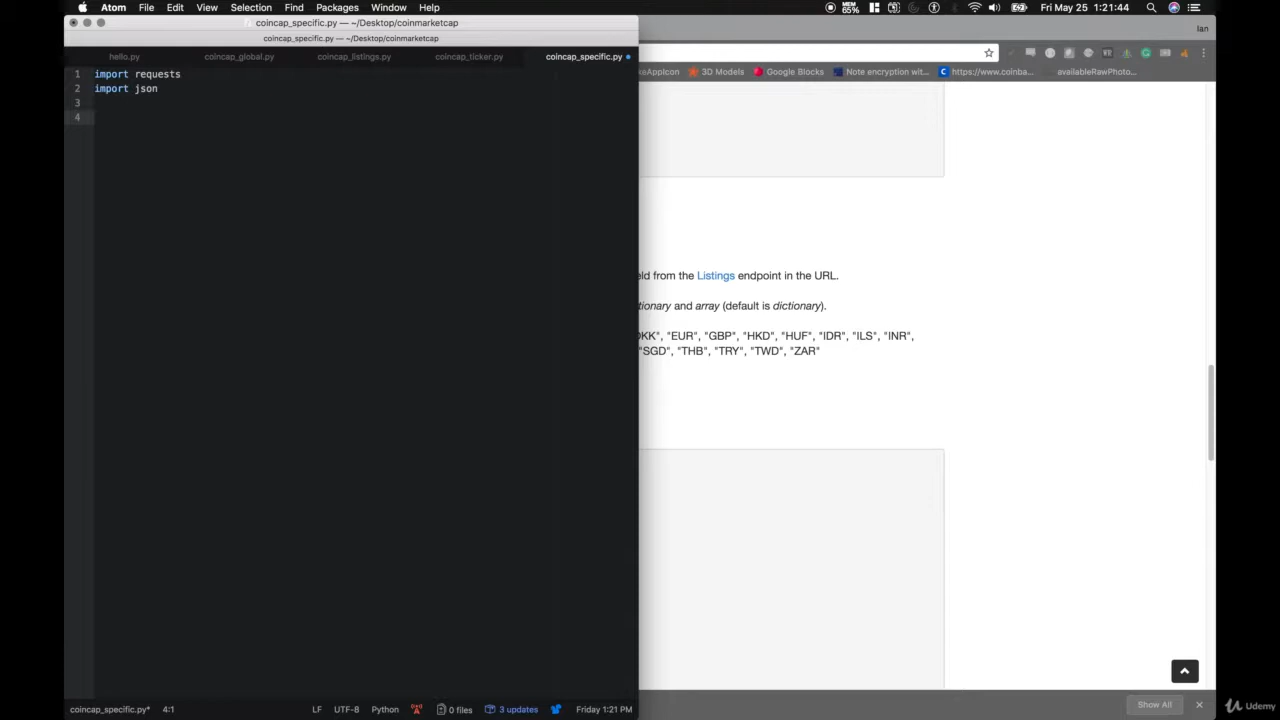 Atom File Edit View Selection Find Packages Window Help
MEM 65%
Fri May 25 1:21:44
coincap_specific.py — ~/Desktop/coinmarketcap
Ian
coincap_specific.py — ~/Desktop/coinmarketcap
hello.py coincap_global.py coincap_listings.py coincap_ticker.py coincap_specific.py
keAppIcon 3D Models Google Blocks Note encryption wit... https://www.coinba... availableRawPhoto...
1 import requests
2 import json
3
4
eld from the Listings endpoint in the URL.
tionary and array (default is dictionary).
DKK", "EUR", "GBP", "HKD", "HUF", "IDR", "ILS", "INR",
"SGD", "THB", "TRY", "TWD", "ZAR"
coincap_specific.py* 4:1 LF UTF-8 Python 0 files 3 updates Friday 1:21 PM
Show All
Udemy